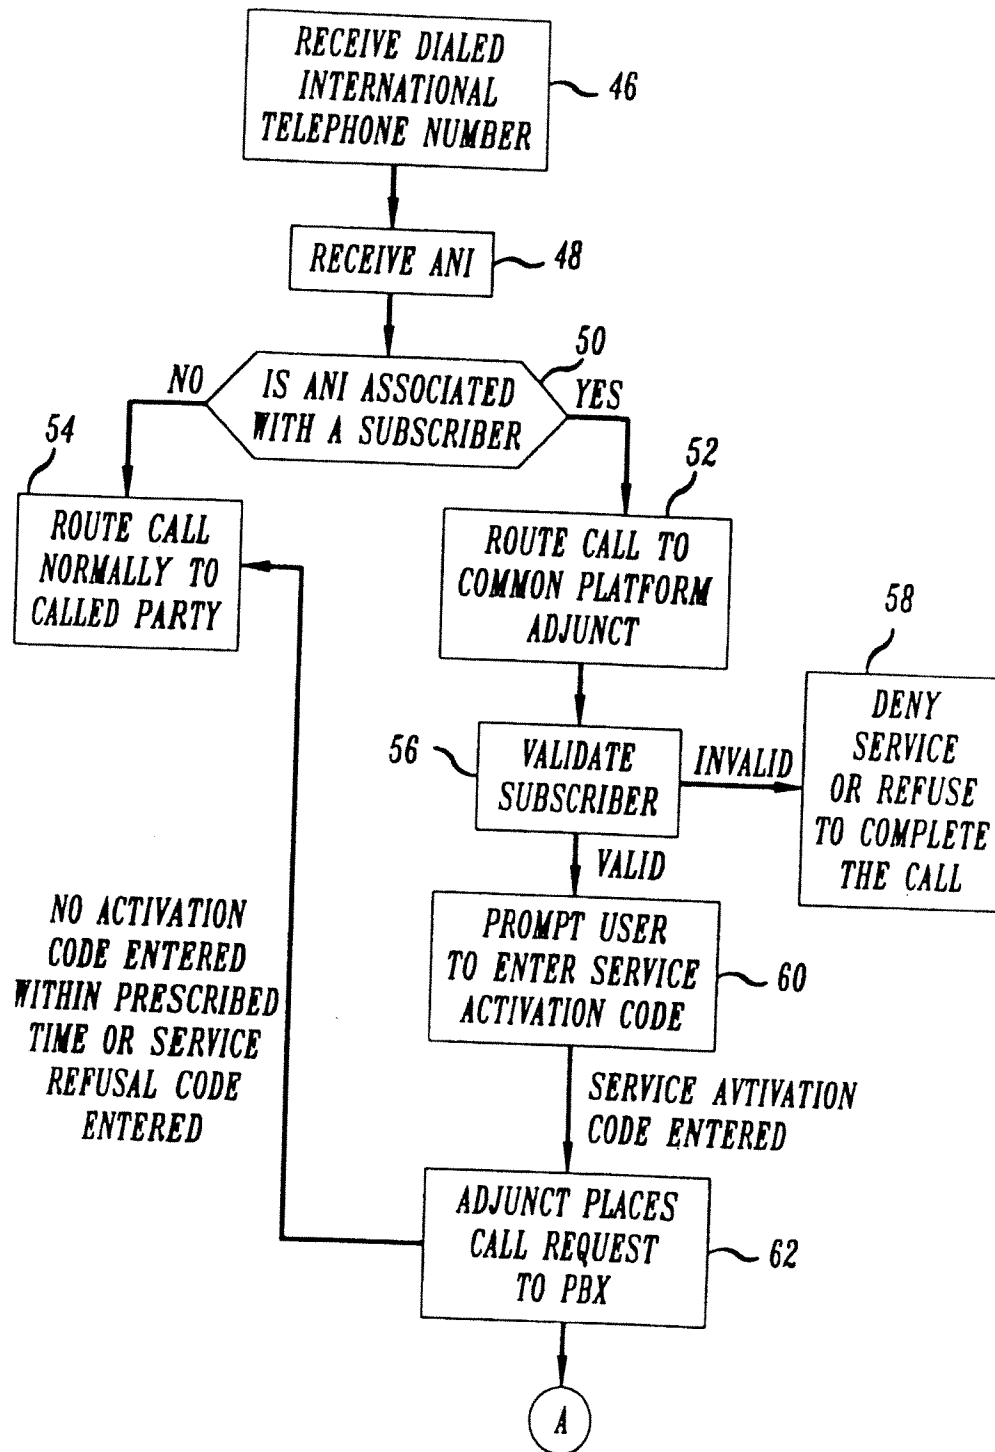 RECEIVE DIALED
INTERNATIONAL
TELEPHONE NUMBER
46
RECEIVE ANI
48
50
IS ANI ASSOCIATED
WITH A SUBSCRIBER
NO
YES
54
ROUTE CALL
NORMALLY TO
CALLED PARTY
52
ROUTE CALL TO
COMMON PLATFORM
ADJUNCT
56
VALIDATE
SUBSCRIBER
INVALID
58
DENY
SERVICE
OR REFUSE
TO COMPLETE
THE CALL
VALID
PROMPT USER
TO ENTER SERVICE
ACTIVATION CODE
60
NO ACTIVATION
CODE ENTERED
WITHIN PRESCRIBED
TIME OR SERVICE
REFUSAL CODE
ENTERED
SERVICE AVTIVATION
CODE ENTERED
ADJUNCT PLACES
CALL REQUEST
TO PBX
62
A